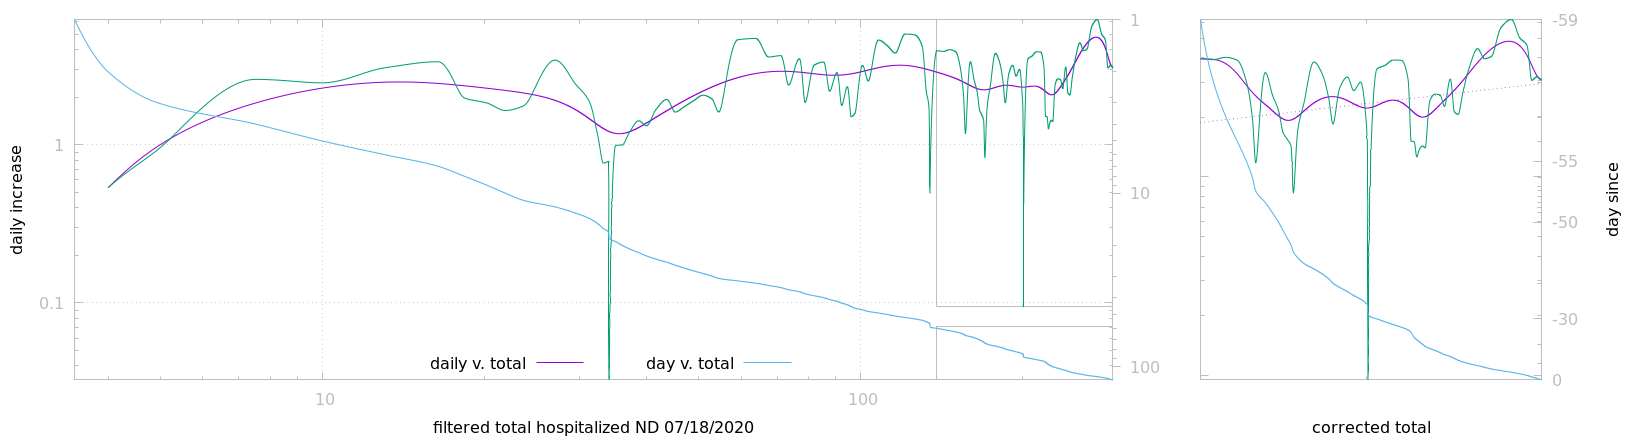 1
0.1
daily increase
10
100
filtered total hospitalized ND 07/18/2020
daily v. total
day v. total
1
10
100
-59
-55
-50
-30
0
day since
corrected total